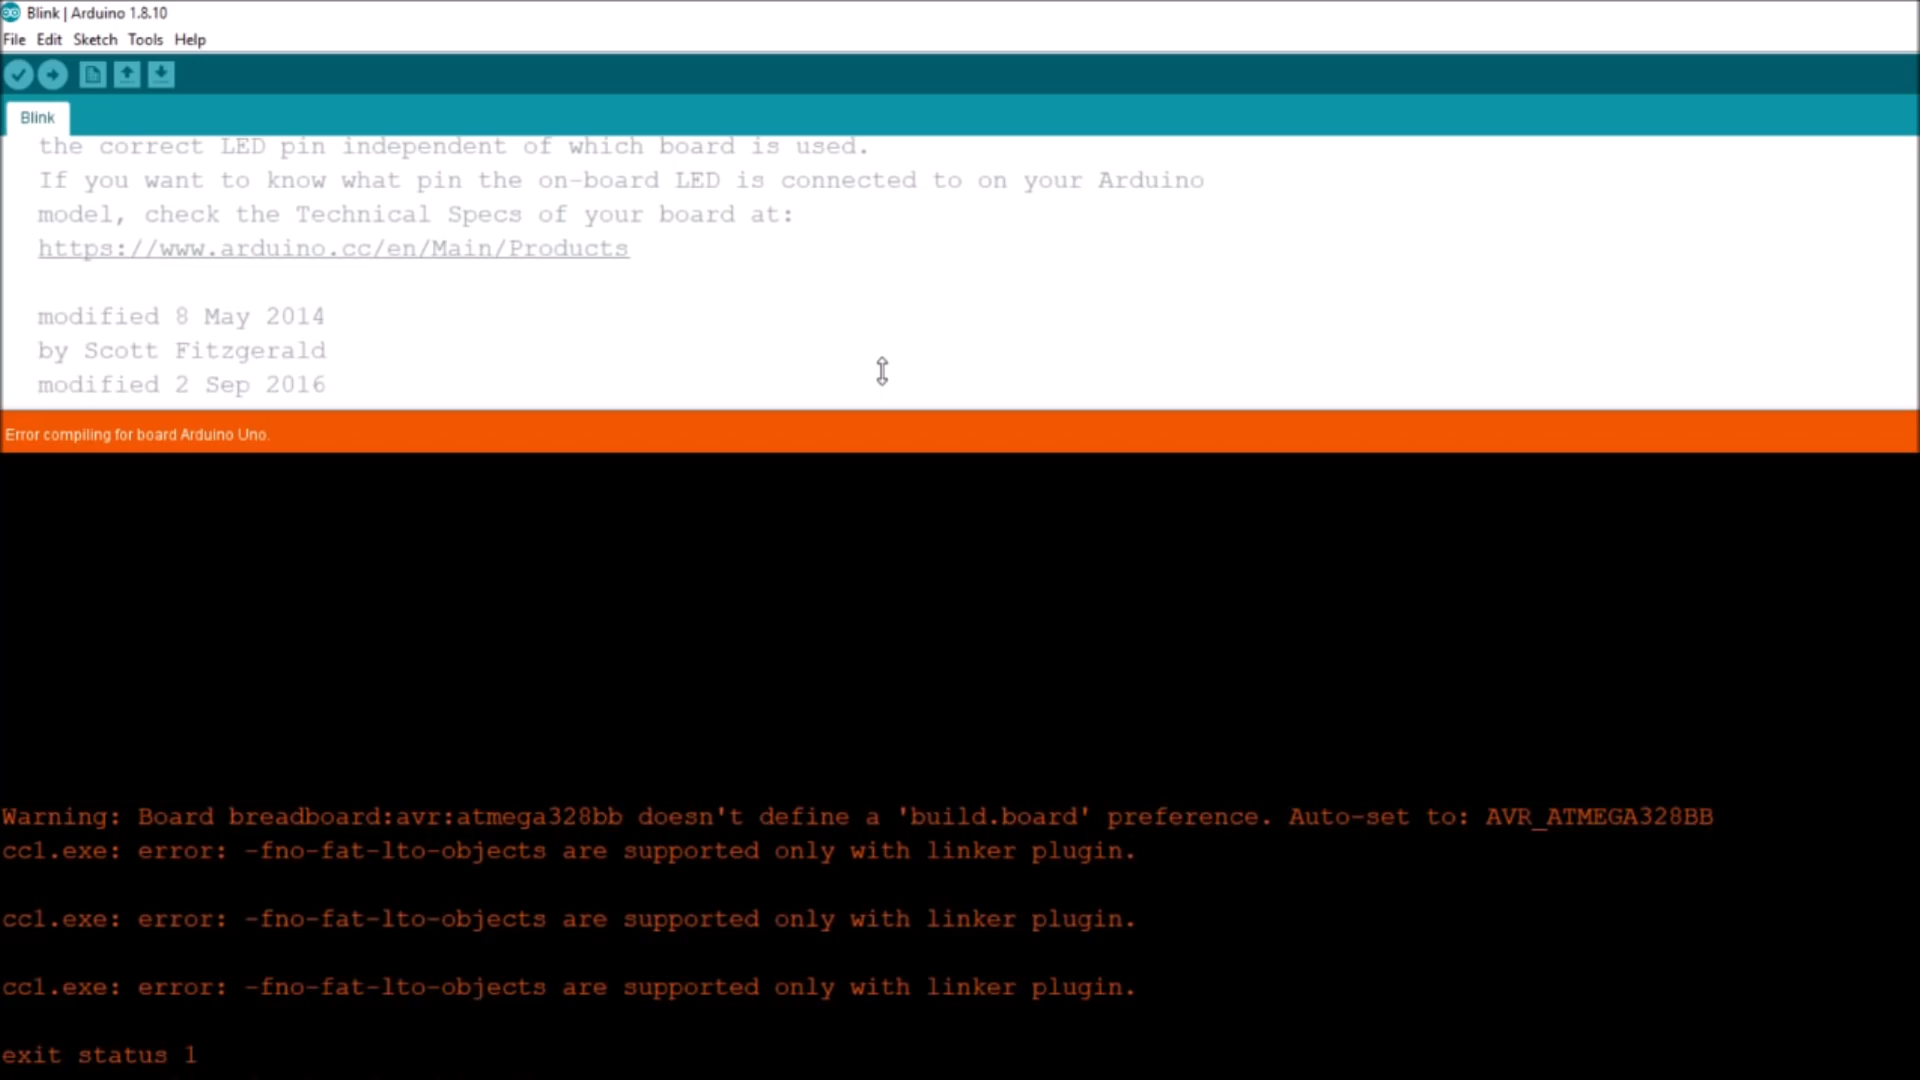 Blink | Arduino 1.8.10
File Edit Sketch Tools Help
Blink
the correct LED pin independent of which board is used.
If you want to know what pin the on-board LED is connected to on your Arduino
model, check the Technical Specs of your board at:
https://www.arduino.cc/en/Main/Products
modified 8 May 2014
by Scott Fitzgerald
modified 2 Sep 2016
Error compiling for board Arduino Uno.
Warning: Board breadboard:avr:atmega328bb doesn't define a 'build.board' preference. Auto-set to: AVR_ATMEGA328BB
cc1.exe: error: -fno-fat-lto-objects are supported only with linker plugin.
cc1.exe: error: -fno-fat-lto-objects are supported only with linker plugin.
cc1.exe: error: -fno-fat-lto-objects are supported only with linker plugin.
exit status 1